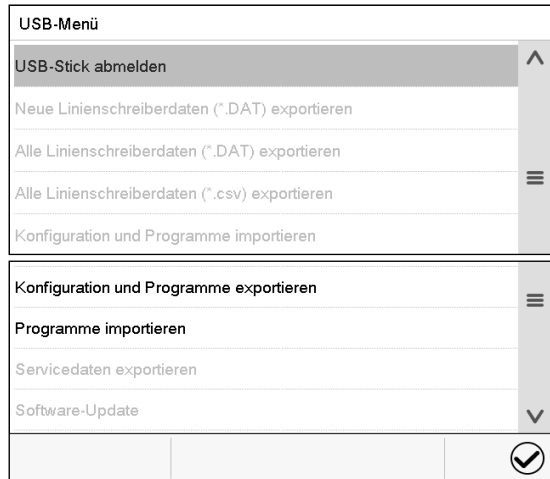 USB-Menü
USB-Stick abmelden
Neue Linienschreiberdaten (*.DAT) exportieren
Alle Linienschreiberdaten (*.DAT) exportieren
Alle Linienschreiberdaten (*.csv) exportieren
Konfiguration und Programme importieren
Konfiguration und Programme exportieren
Programme importieren
Servicedaten exportieren
Software-Update